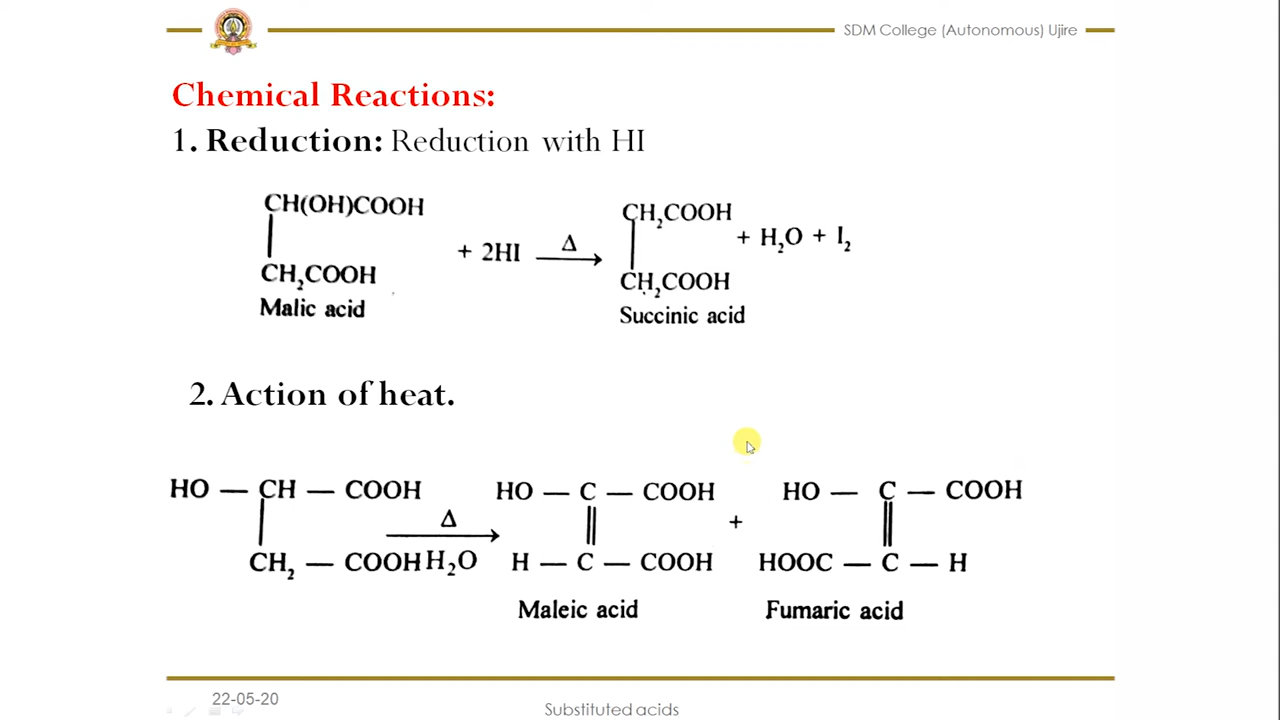 SDM College (Autonomous) Ujire
Chemical Reactions:
1. Reduction: Reduction with HI
CH(OH)COOH
CH₂COOH
Malic acid
+ 2HI Δ
CH₂COOH
CH₂COOH
Succinic acid
+ H₂O + I₂
2. Action of heat.
HO — CH — COOH
CH₂ — COOH
Δ
H₂O
HO — C — COOH
H — C — COOH
Maleic acid
+
HO — C — COOH
HOOC — C — H
Fumaric acid
22-05-20
Substituted acids